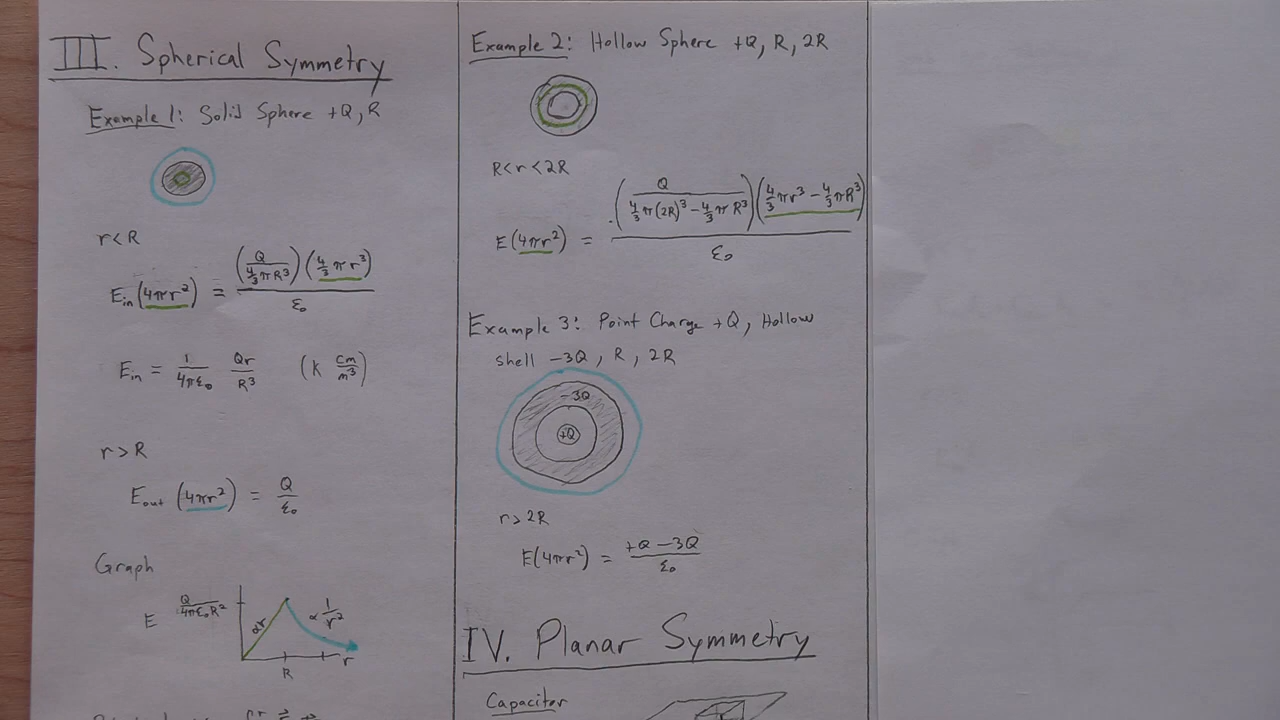 III. Spherical Symmetry
Example 1: Solid Sphere +Q, R
r<R
E_in (4πr²) = (Q / (4/3 πR³)) (4/3 πr³) / ε₀
E_in = 1/(4πε₀) Qr/R³ (k Cm/m³)
r>R
E_out (4πr²) = Q/ε₀
Graph
E Q/(4πε₀R²) αr α 1/r² r
R
Example 2: Hollow Sphere +Q, R, 2R
R<r<2R
E(4πr²) = (Q / (4/3 π(2R)³ − 4/3 πR³)) (4/3 πr³ − 4/3 πR³) / ε₀
Example 3: Point Charge +Q, Hollow
shell −3Q, R, 2R
−3Q
+Q
r>2R
E(4πr²) = (+Q −3Q)/ε₀
IV. Planar Symmetry
Capacitor